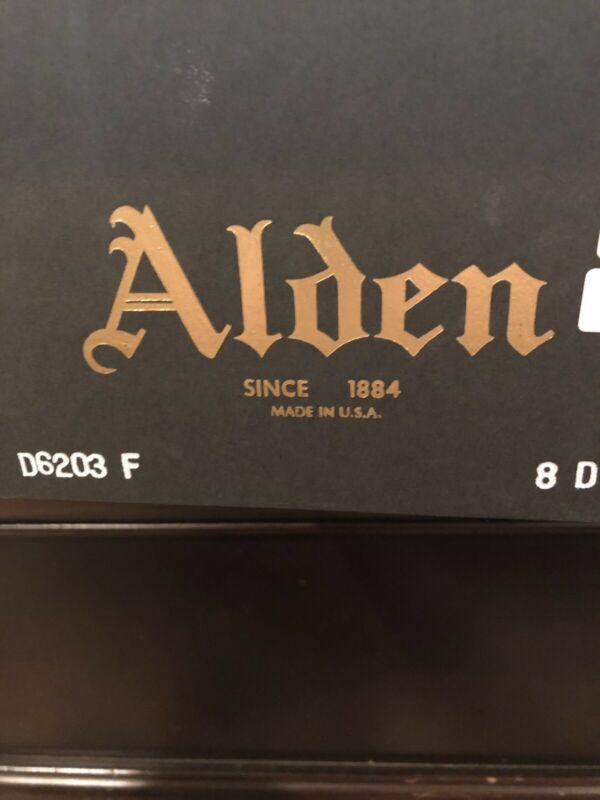 Alden
SINCE 1884
MADE IN U.S.A.
D6203 F 8 D